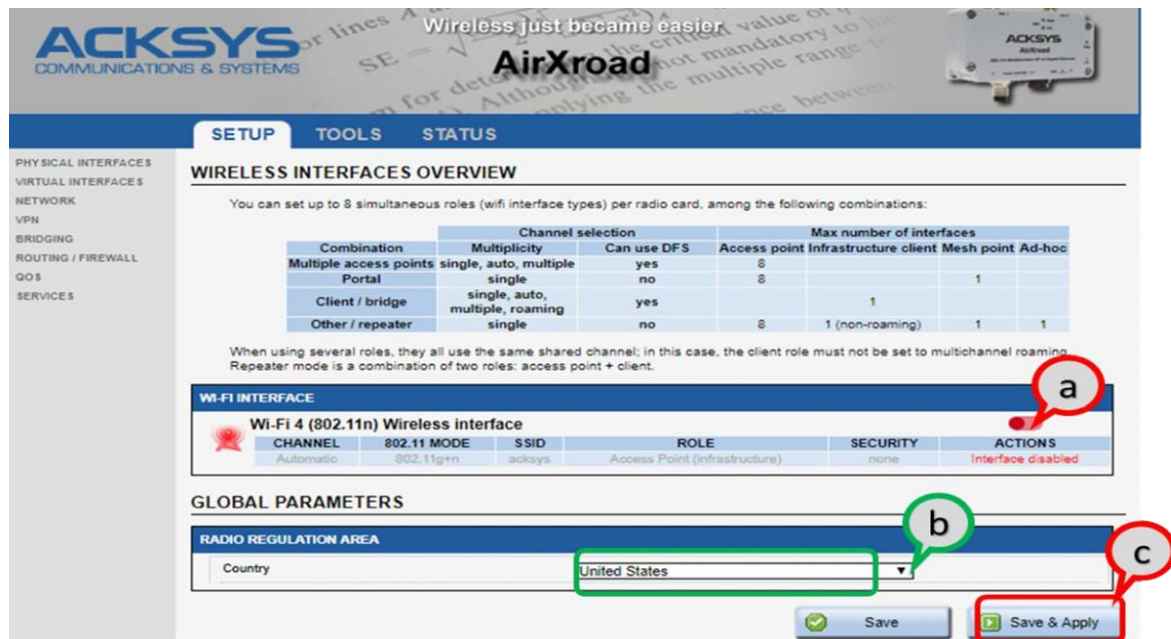 ACKSYS
COMMUNICATIONS & SYSTEMS
Wireless just became easier
AirXroad
SETUP TOOLS STATUS
PHYSICAL INTERFACES
VIRTUAL INTERFACES
NETWORK
VPN
BRIDGING
ROUTING / FIREWALL
QOS
SERVICES
WIRELESS INTERFACES OVERVIEW
You can set up to 8 simultaneous roles (wifi interface types) per radio card, among the following combinations:
Channel selection Max number of interfaces
Combination Multiplicity Can use DFS Access point Infrastructure client Mesh point Ad-hoc
Multiple access points single, auto, multiple yes 8
Portal single no 8 1
Client / bridge single, auto, multiple, roaming yes 1
Other / repeater single no 8 1 (non-roaming) 1 1
When using several roles, they all use the same shared channel; in this case, the client role must not be set to multichannel roaming.
Repeater mode is a combination of two roles: access point + client.
a
WI-FI INTERFACE
Wi-Fi 4 (802.11n) Wireless interface
CHANNEL 802.11 MODE SSID ROLE SECURITY ACTIONS
Automatic 802.11g+n acksys Access Point (infrastructure) none Interface disabled
GLOBAL PARAMETERS
b
RADIO REGULATION AREA
Country United States
c
Save Save & Apply